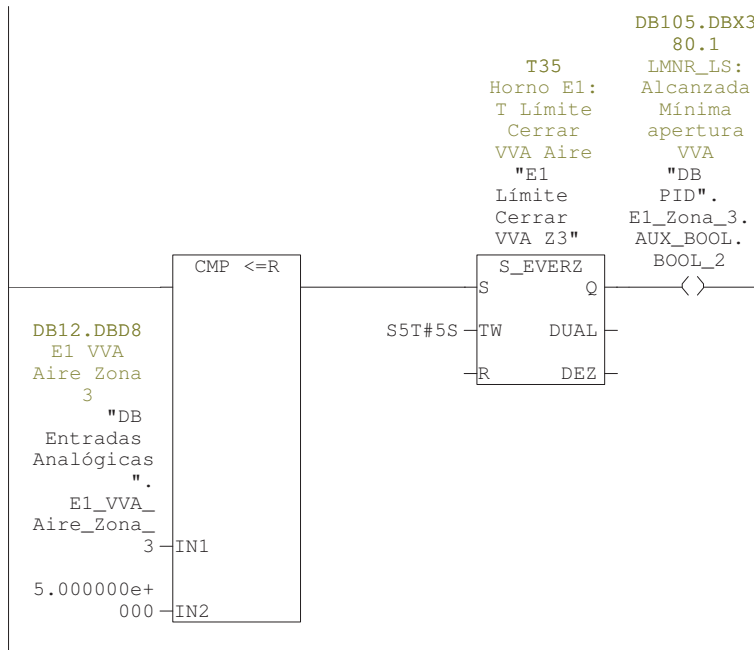 DB105.DBX3
80.1
LMNR_LS:
Alcanzada
Mínima
apertura
VVA
"DB
PID".
E1_Zona_3.
AUX_BOOL.
BOOL_2
T35
Horno E1:
T Límite
Cerrar
VVA Aire
"E1
Límite
Cerrar
VVA Z3"
CMP <=R
S_EVERZ
S Q
S5T#5S TW DUAL
R DEZ
DB12.DBD8
E1 VVA
Aire Zona
3
"DB
Entradas
Analógicas
".
E1_VVA_
Aire_Zona_
3 IN1
5.000000e+
000 IN2